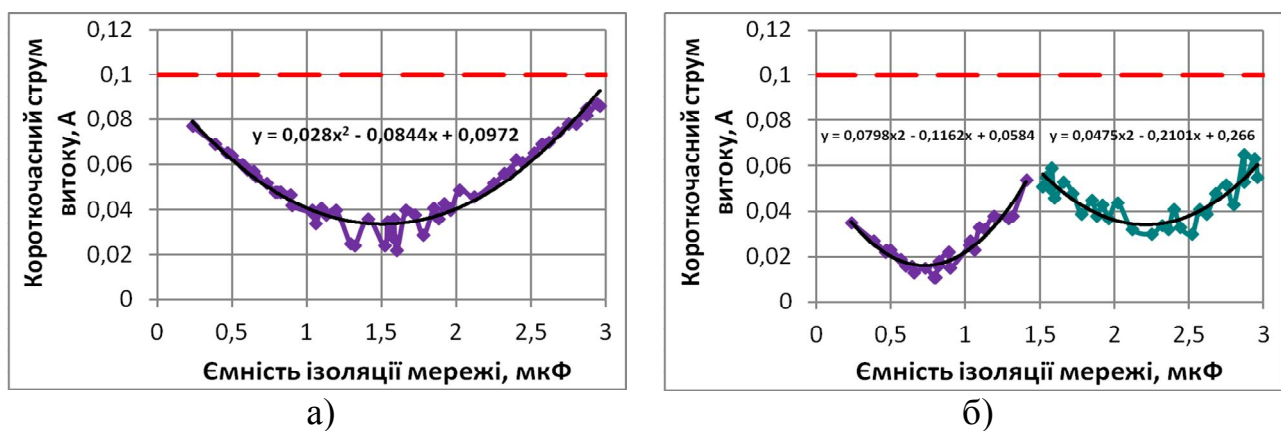 0,12
0,1
0,08
0,06
0,04
0,02
0
Короткочасний струм
витоку, А
y = 0,028x² - 0,0844x + 0,0972
0 0,5 1 1,5 2 2,5 3
Ємність ізоляції мережі, мкФ
а)
0,12
0,1
0,08
0,06
0,04
0,02
0
Короткочасний струм
витоку, А
y = 0,0798x2 - 0,1162x + 0,0584 y = 0,0475x2 - 0,2101x + 0,266
0 0,5 1 1,5 2 2,5 3
Ємність ізоляції мережі, мкФ
б)